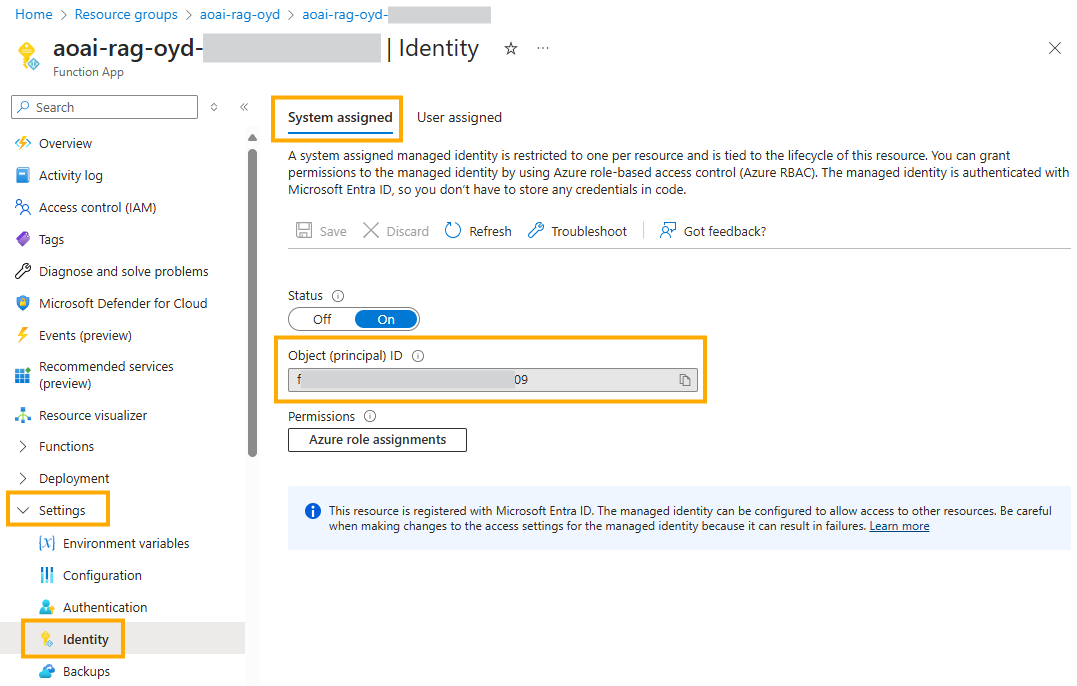 Home > Resource groups > aoai-rag-oyd > aoai-rag-oyd-
aoai-rag-oyd- | Identity
Function App
Search
Overview
Activity log
Access control (IAM)
Tags
Diagnose and solve problems
Microsoft Defender for Cloud
Events (preview)
Recommended services
(preview)
Resource visualizer
Functions
Deployment
Settings
Environment variables
Configuration
Authentication
Identity
Backups
System assigned User assigned
A system assigned managed identity is restricted to one per resource and is tied to the lifecycle of this resource. You can grant
permissions to the managed identity by using Azure role-based access control (Azure RBAC). The managed identity is authenticated with
Microsoft Entra ID, so you don’t have to store any credentials in code.
Save Discard Refresh Troubleshoot Got feedback?
Status
Off On
Object (principal) ID
f 09
Permissions
Azure role assignments
This resource is registered with Microsoft Entra ID. The managed identity can be configured to allow access to other resources. Be careful
when making changes to the access settings for the managed identity because it can result in failures. Learn more